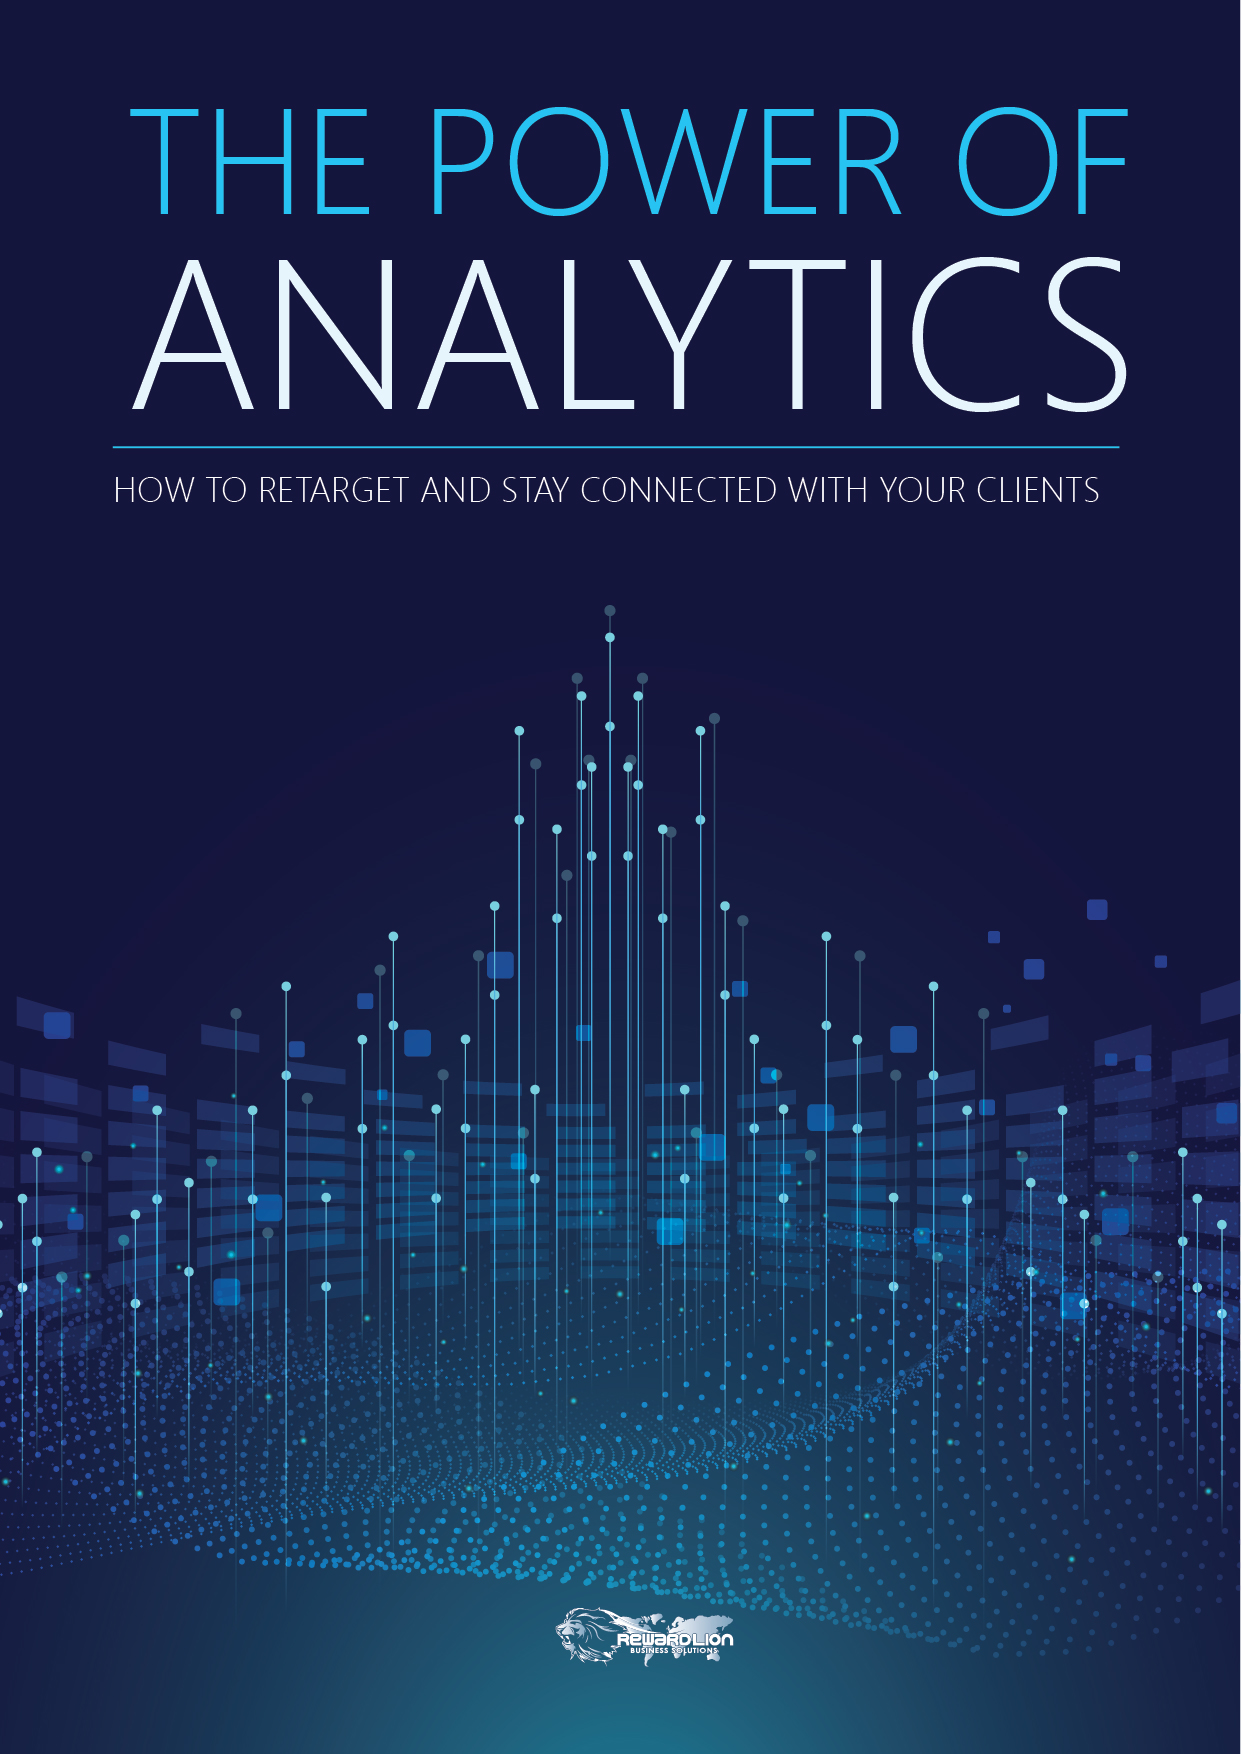 THE POWER OF
ANALYTICS
HOW TO RETARGET AND STAY CONNECTED WITH YOUR CLIENTS
REWARDLION
BUSINESS SOLUTIONS